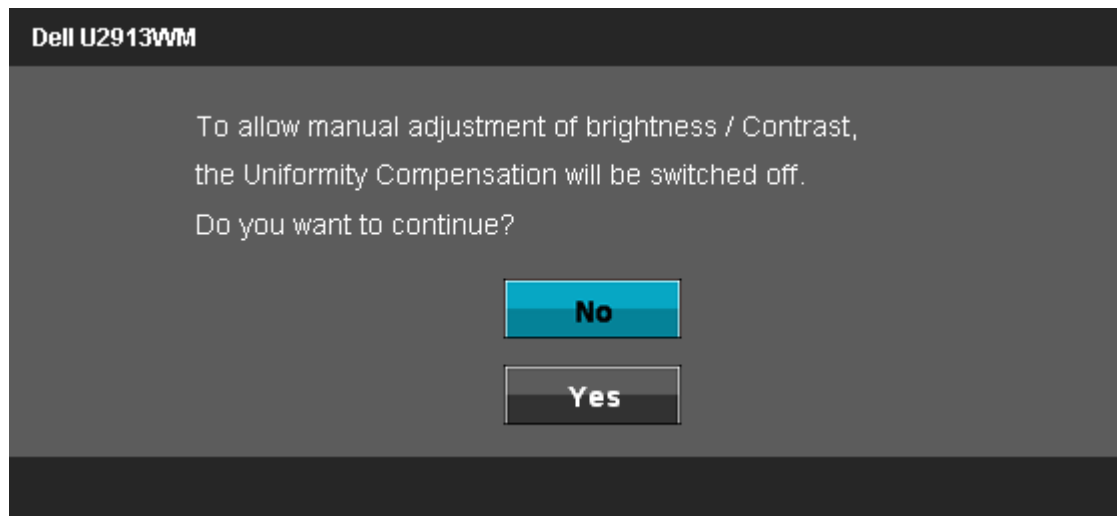 Dell U2913WM
To allow manual adjustment of brightness / Contrast,
the Uniformity Compensation will be switched off.
Do you want to continue?
No
Yes